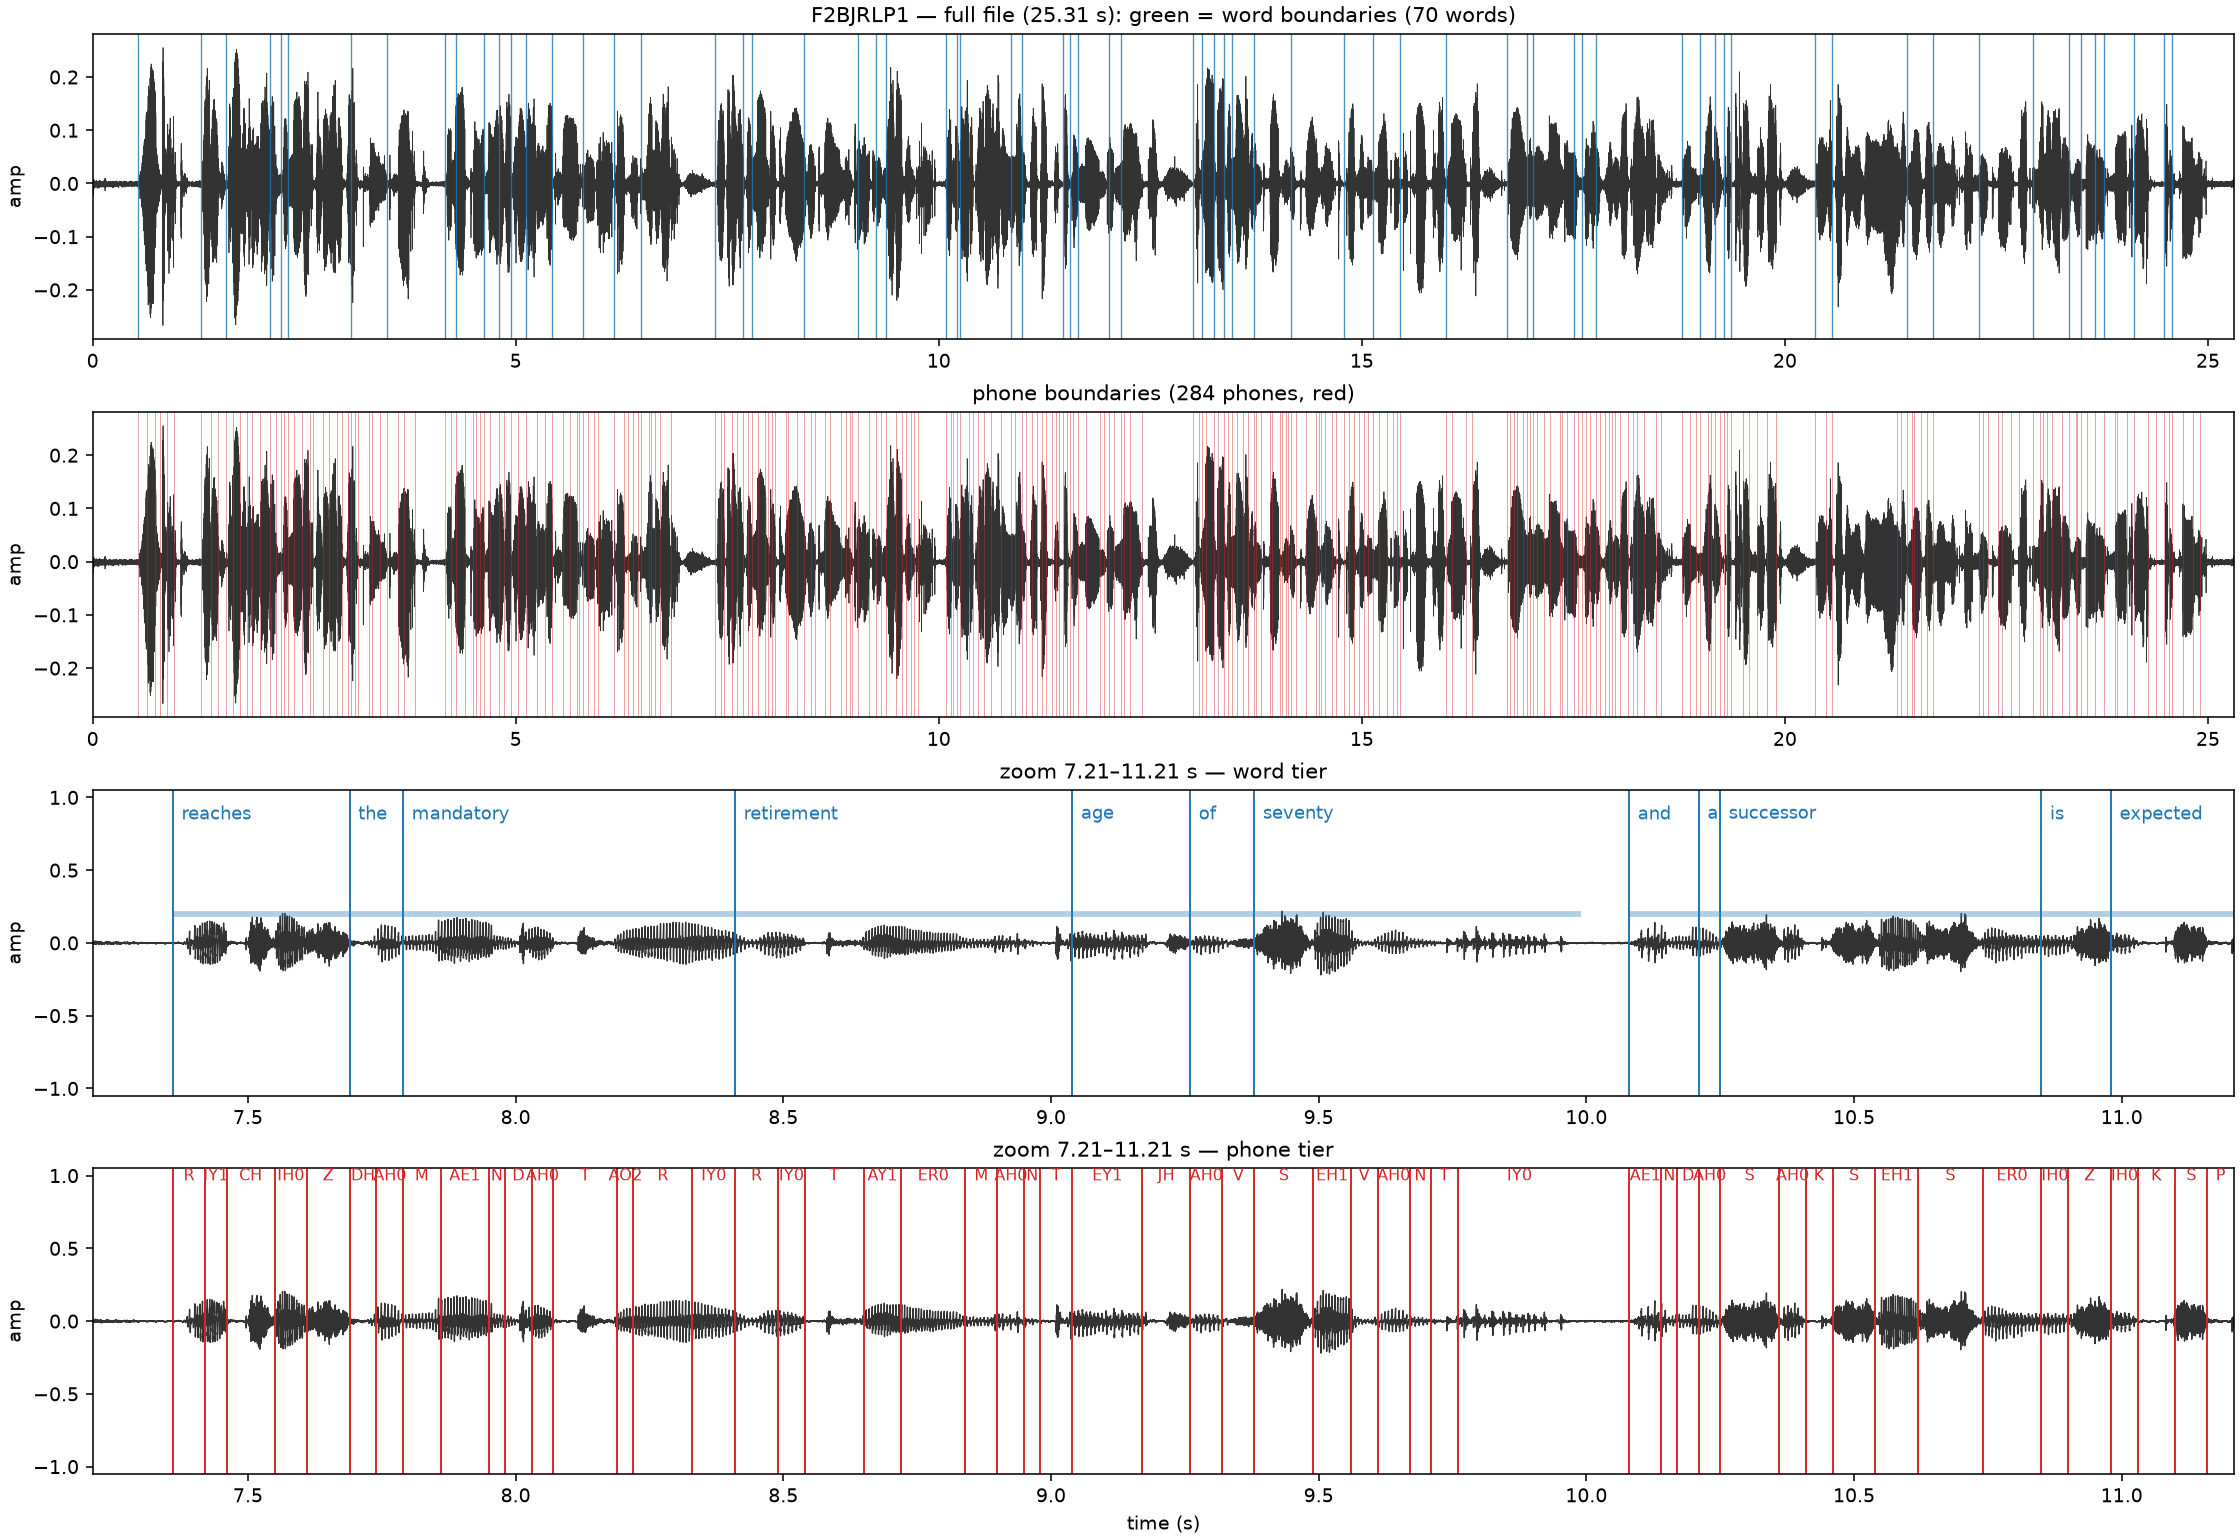 F2BJRLP1 — full file (25.31 s): green = word boundaries (70 words)
0.2
0.1
0.0
−0.1
−0.2
amp
0 5 10 15 20 25
phone boundaries (284 phones, red)
0.2
0.1
0.0
−0.1
−0.2
amp
0 5 10 15 20 25
zoom 7.21–11.21 s — word tier
reaches the mandatory retirement age of seventy and a successor is expected
1.0
0.5
0.0
−0.5
−1.0
amp
7.5 8.0 8.5 9.0 9.5 10.0 10.5 11.0
zoom 7.21–11.21 s — phone tier
R IY1 CH IH0 Z DH AH0 M AE1 N D AH0 T AO2 R IY0 R IY0 T AY1 ER0 M AH0 N T EY1 JH AH0 V S EH1 V AH0 N T IY0 AE1 N D AH0 S AH0 K S EH1 S ER0 IH0 Z IH0 K S P
1.0
0.5
0.0
−0.5
−1.0
amp
7.5 8.0 8.5 9.0 9.5 10.0 10.5 11.0
time (s)